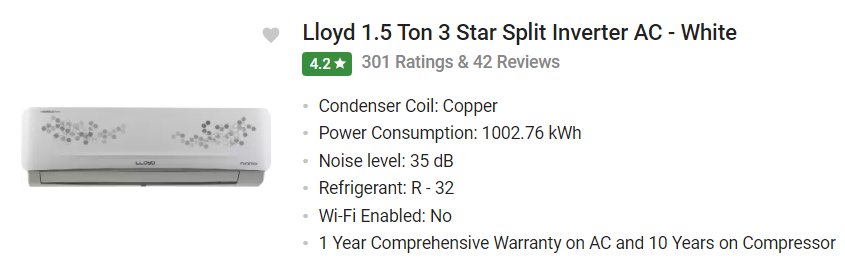 Lloyd 1.5 Ton 3 Star Split Inverter AC - White
4.2★ 301 Ratings & 42 Reviews
Condenser Coil: Copper
Power Consumption: 1002.76 kWh
Noise level: 35 dB
Refrigerant: R - 32
Wi-Fi Enabled: No
1 Year Comprehensive Warranty on AC and 10 Years on Compressor
LLOYD